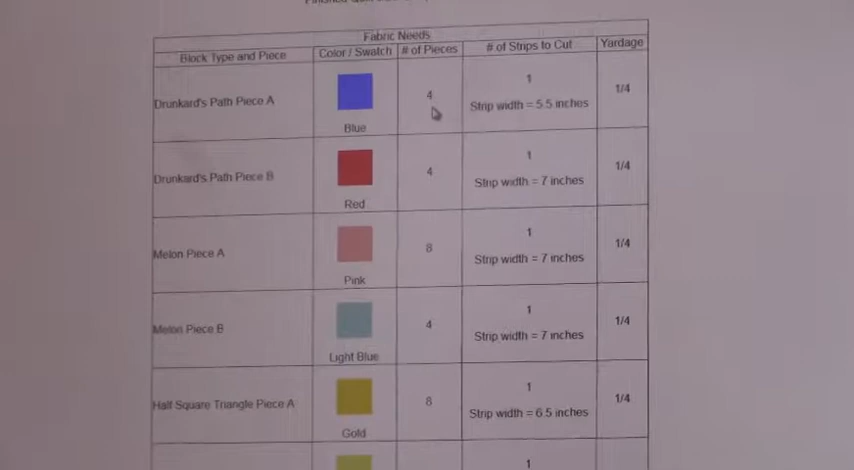 Fabric Needs
Block Type and Piece Color / Swatch # of Pieces # of Strips to Cut Yardage
Drunkard's Path Piece A Blue 4 1 Strip width = 5.5 inches 1/4
Drunkard's Path Piece B Red 4 1 Strip width = 7 inches 1/4
Melon Piece A Pink 8 1 Strip width = 7 inches 1/4
Melon Piece B Light Blue 4 1 Strip width = 7 inches 1/4
Half Square Triangle Piece A Gold 8 1 Strip width = 6.5 inches 1/4
1